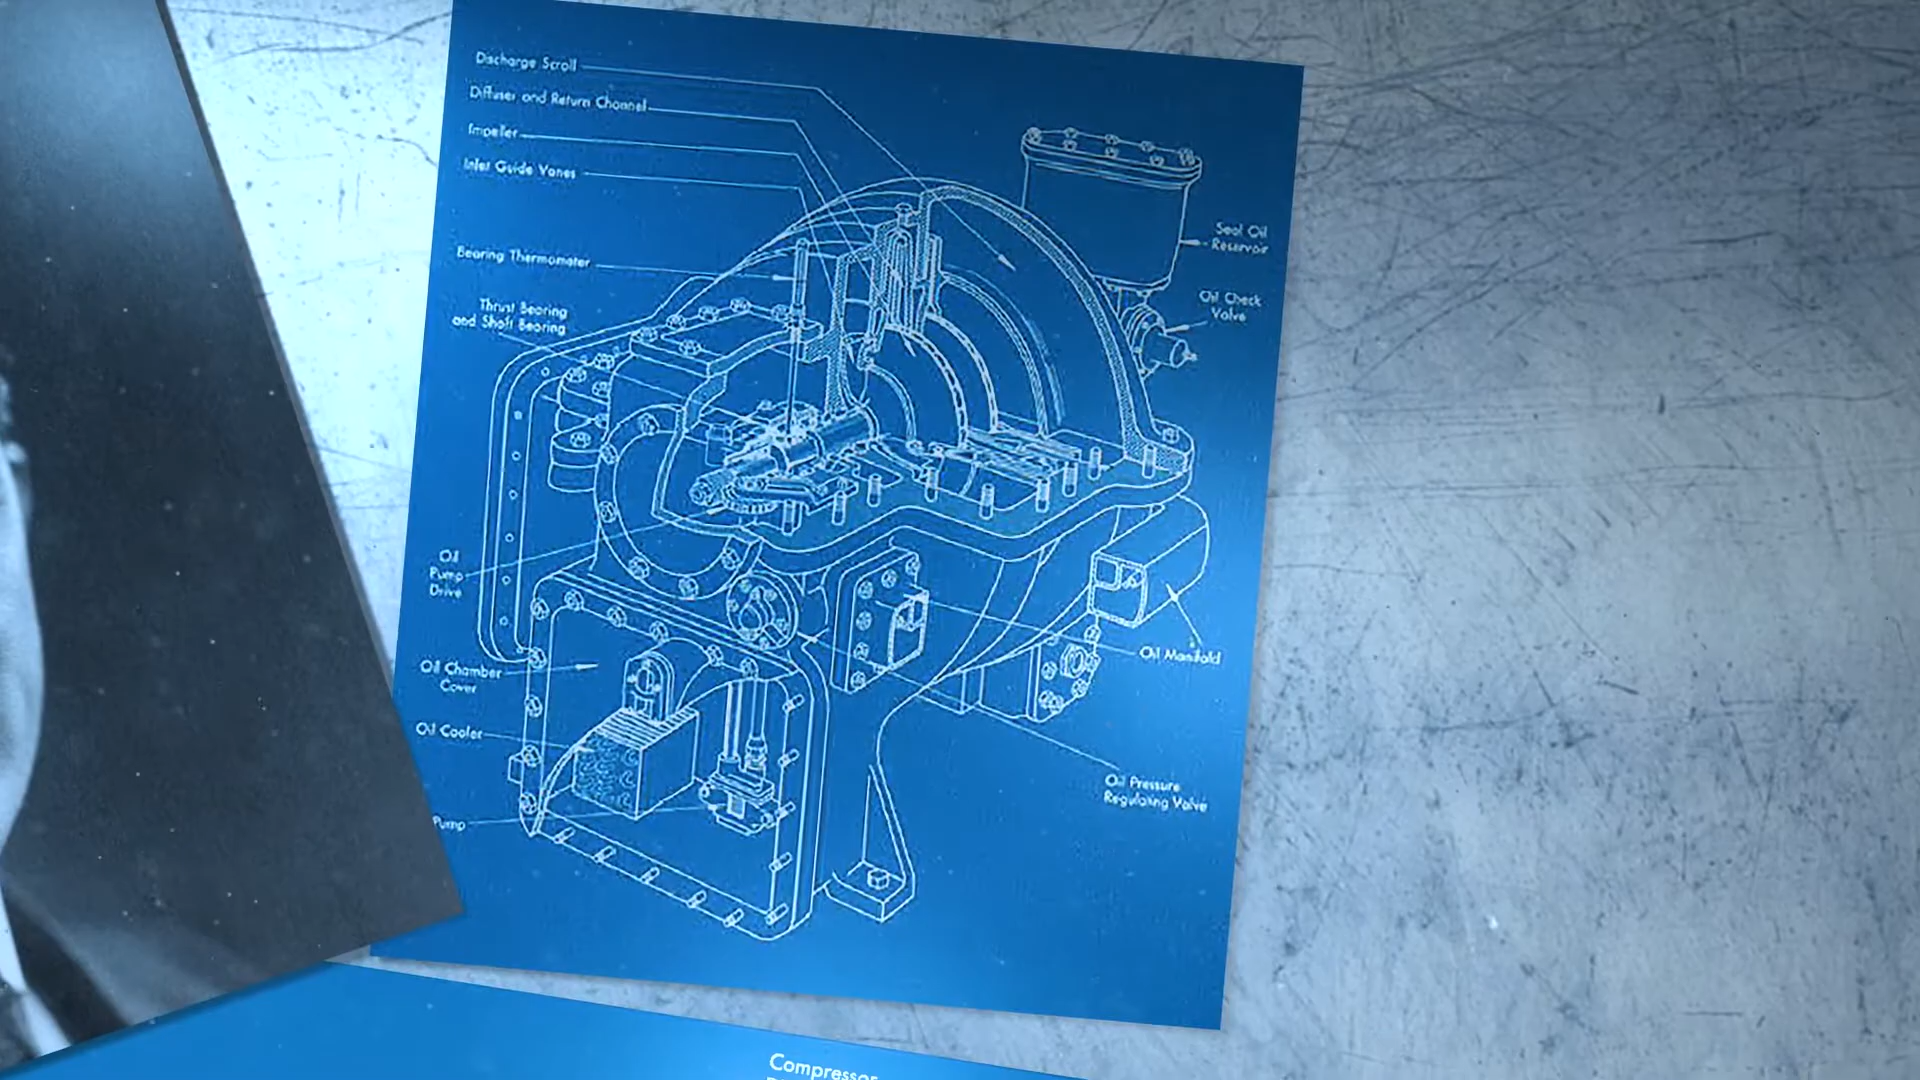 Discharge Scroll
Diffuser and Return Channel
Impeller
Inlet Guide Vanes
Bearing Thermometer
Thrust Bearing
and Shaft Bearing
Oil
Pump
Drive
Oil Chamber
Cover
Oil Cooler
Pump
Seal Oil
Reservoir
Oil Check
Valve
Oil Manifold
Oil Pressure
Regulating Valve
Compressor